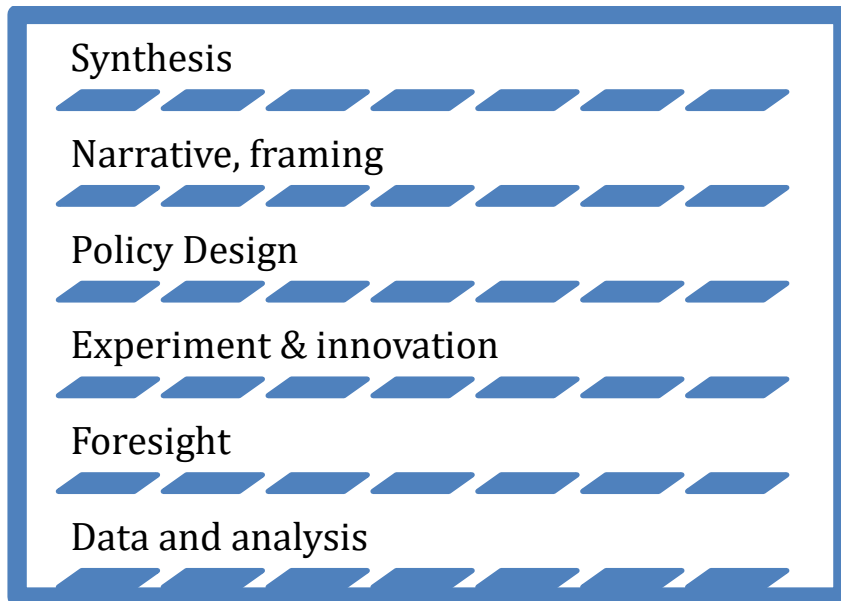 Synthesis
Narrative, framing
Policy Design
Experiment & innovation
Foresight
Data and analysis